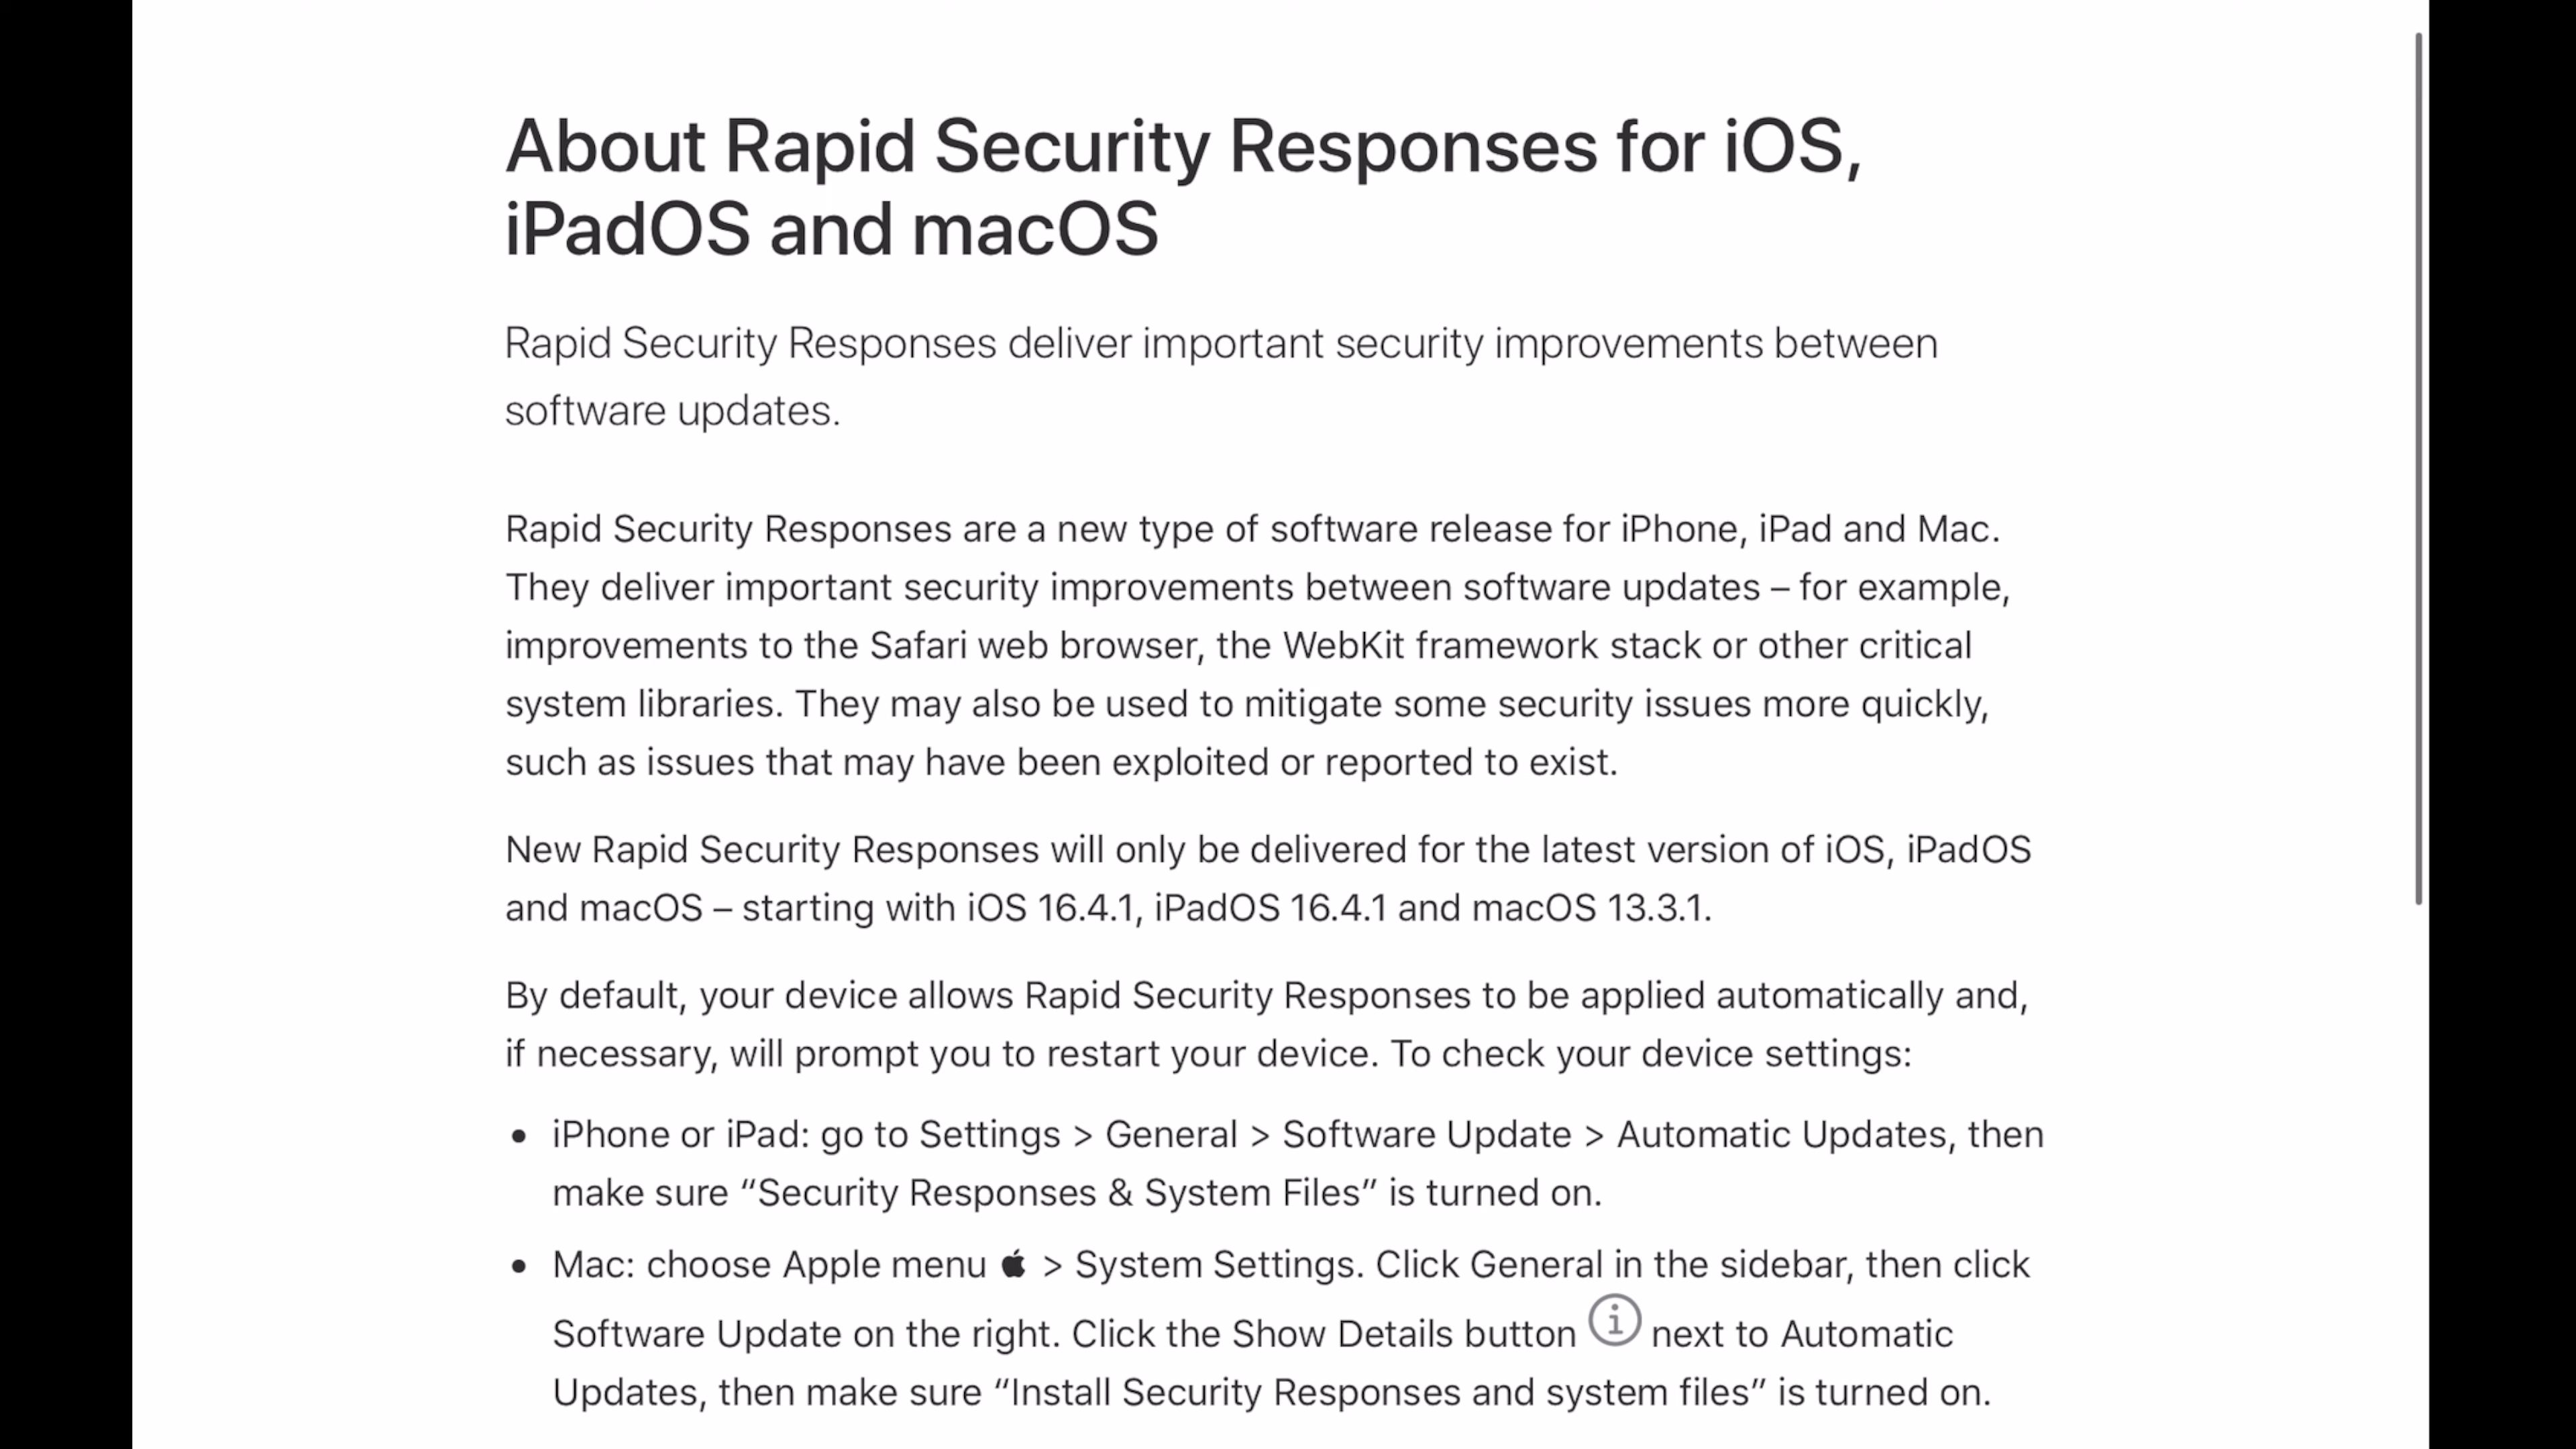 About Rapid Security Responses for iOS,
iPadOS and macOS
Rapid Security Responses deliver important security improvements between
software updates.
Rapid Security Responses are a new type of software release for iPhone, iPad and Mac.
They deliver important security improvements between software updates – for example,
improvements to the Safari web browser, the WebKit framework stack or other critical
system libraries. They may also be used to mitigate some security issues more quickly,
such as issues that may have been exploited or reported to exist.
New Rapid Security Responses will only be delivered for the latest version of iOS, iPadOS
and macOS – starting with iOS 16.4.1, iPadOS 16.4.1 and macOS 13.3.1.
By default, your device allows Rapid Security Responses to be applied automatically and,
if necessary, will prompt you to restart your device. To check your device settings:
• iPhone or iPad: go to Settings > General > Software Update > Automatic Updates, then
make sure “Security Responses & System Files” is turned on.
• Mac: choose Apple menu  > System Settings. Click General in the sidebar, then click
Software Update on the right. Click the Show Details button ⓘ next to Automatic
Updates, then make sure “Install Security Responses and system files” is turned on.